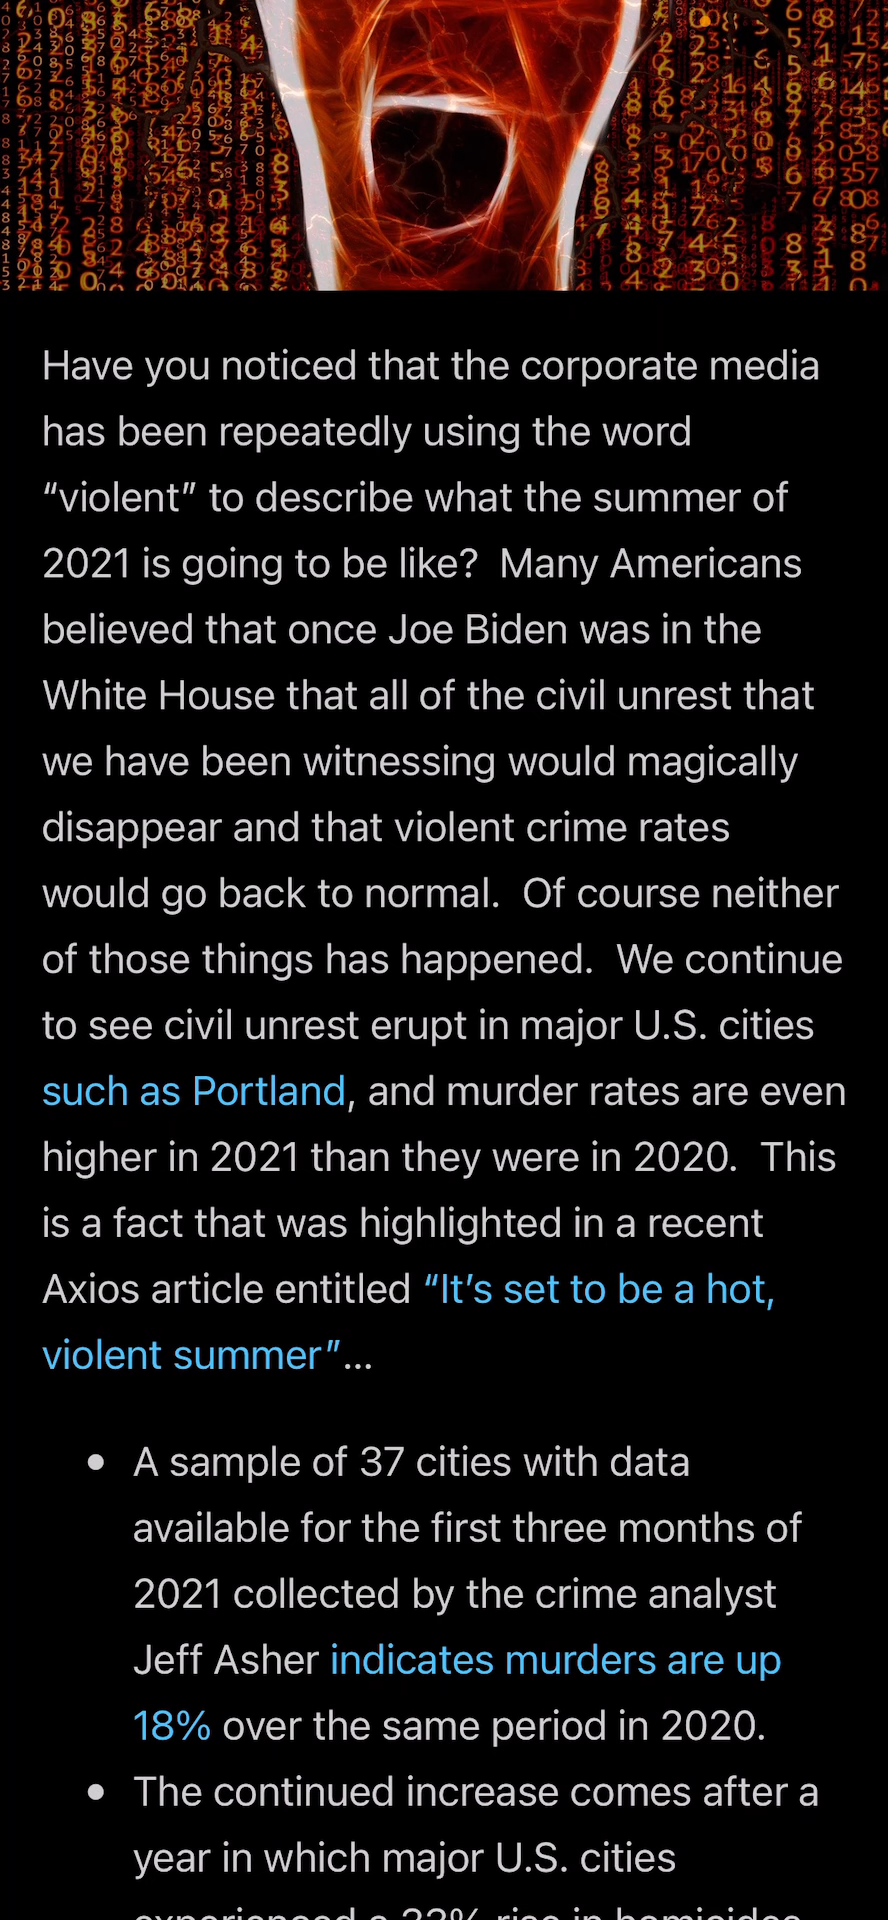 Have you noticed that the corporate media
has been repeatedly using the word
“violent” to describe what the summer of
2021 is going to be like?  Many Americans
believed that once Joe Biden was in the
White House that all of the civil unrest that
we have been witnessing would magically
disappear and that violent crime rates
would go back to normal.  Of course neither
of those things has happened.  We continue
to see civil unrest erupt in major U.S. cities
such as Portland, and murder rates are even
higher in 2021 than they were in 2020.  This
is a fact that was highlighted in a recent
Axios article entitled “It’s set to be a hot,
violent summer”…
• A sample of 37 cities with data
available for the first three months of
2021 collected by the crime analyst
Jeff Asher indicates murders are up
18% over the same period in 2020.
• The continued increase comes after a
year in which major U.S. cities
experienced a 33% rise in homicides